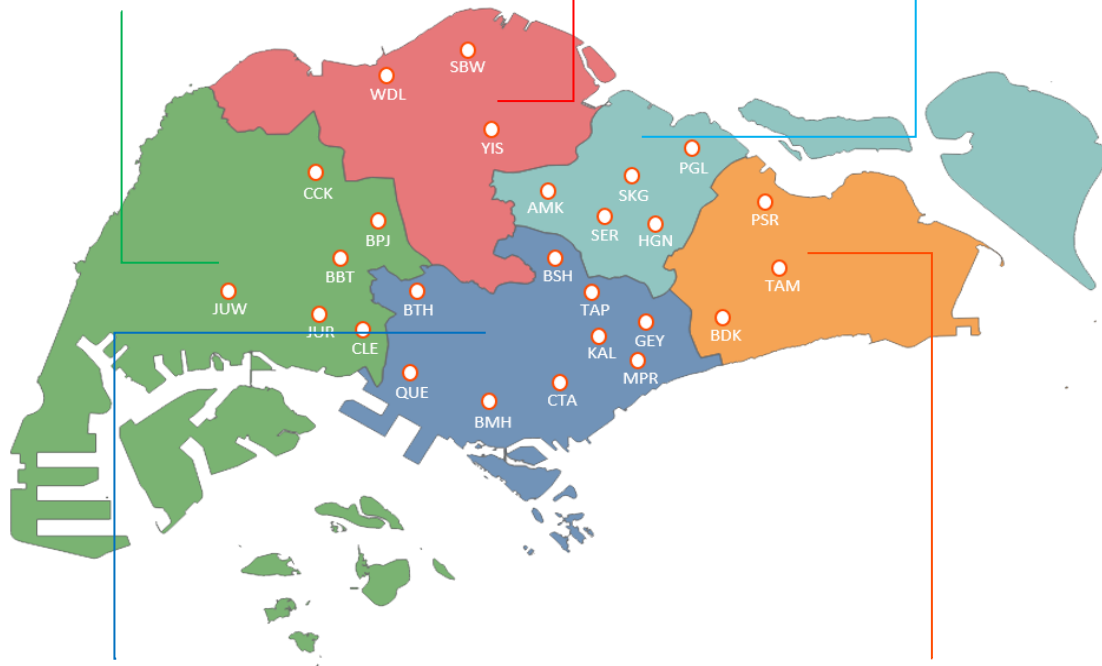 SBW
WDL
YIS
PGL
CCK
SKG
AMK
PSR
BPJ
SER
HGN
BBT
BSH
TAM
JUW
BTH
TAP
JUR
CLE
GEY
BDK
KAL
MPR
QUE
CTA
BMH